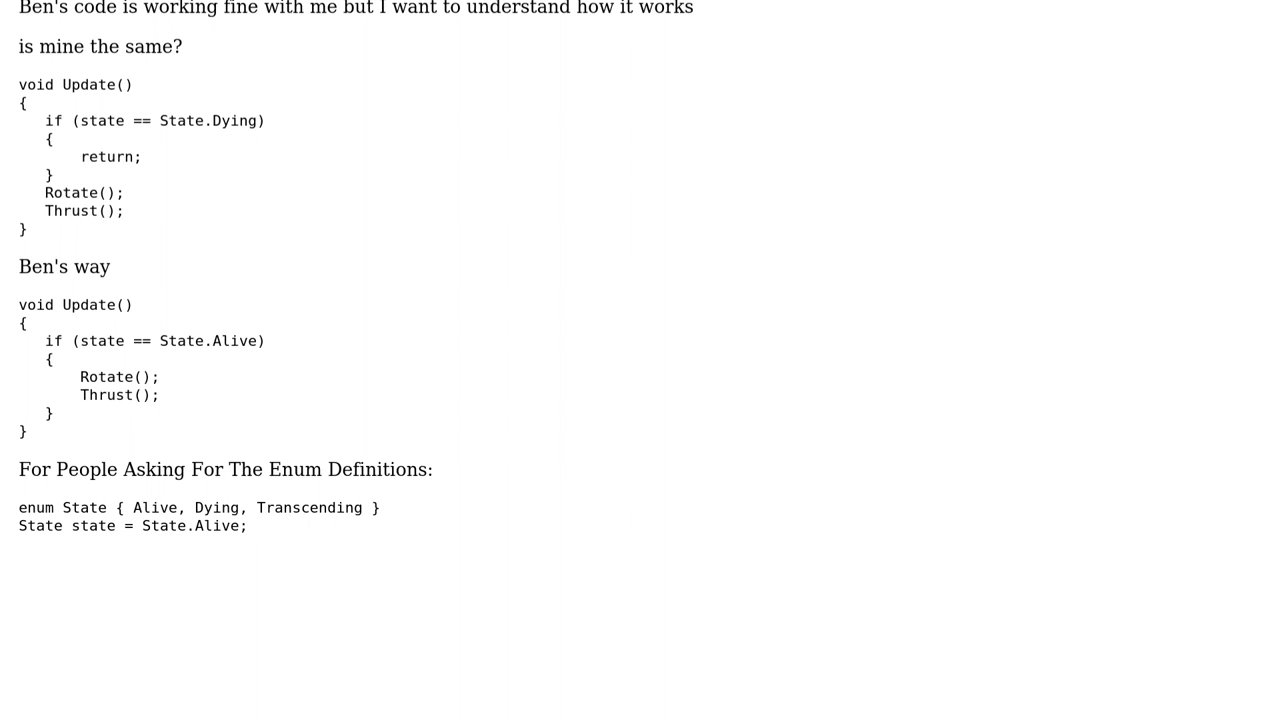 Ben's code is working fine with me but I want to understand how it works
is mine the same?
void Update()
{
   if (state == State.Dying)
   {
       return;
   }
   Rotate();
   Thrust();
}
Ben's way
void Update()
{
   if (state == State.Alive)
   {
       Rotate();
       Thrust();
   }
}
For People Asking For The Enum Definitions:
enum State { Alive, Dying, Transcending }
State state = State.Alive;